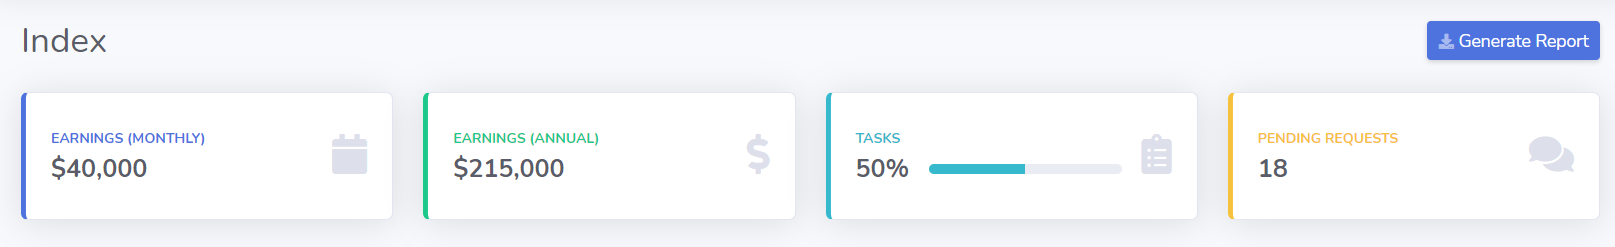 Index
Generate Report
EARNINGS (MONTHLY)
$40,000
EARNINGS (ANNUAL)
$215,000
TASKS
50%
PENDING REQUESTS
18